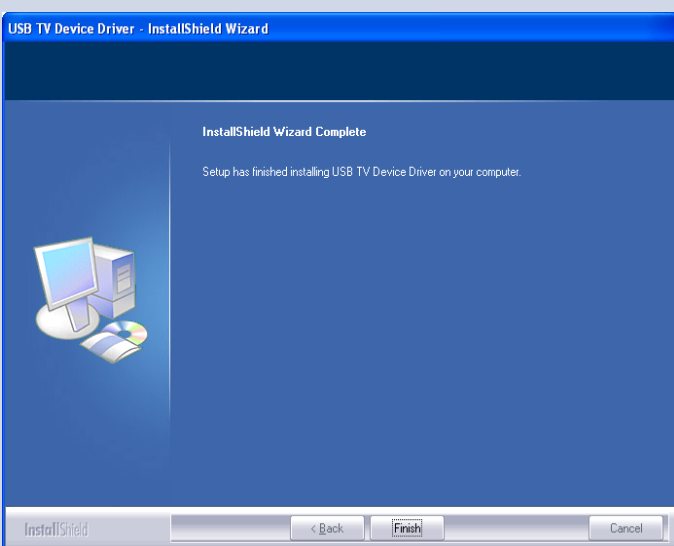 USB TV Device Driver - InstallShield Wizard
InstallShield Wizard Complete
Setup has finished installing USB TV Device Driver on your computer.
InstallShield
< Back
Finish
Cancel